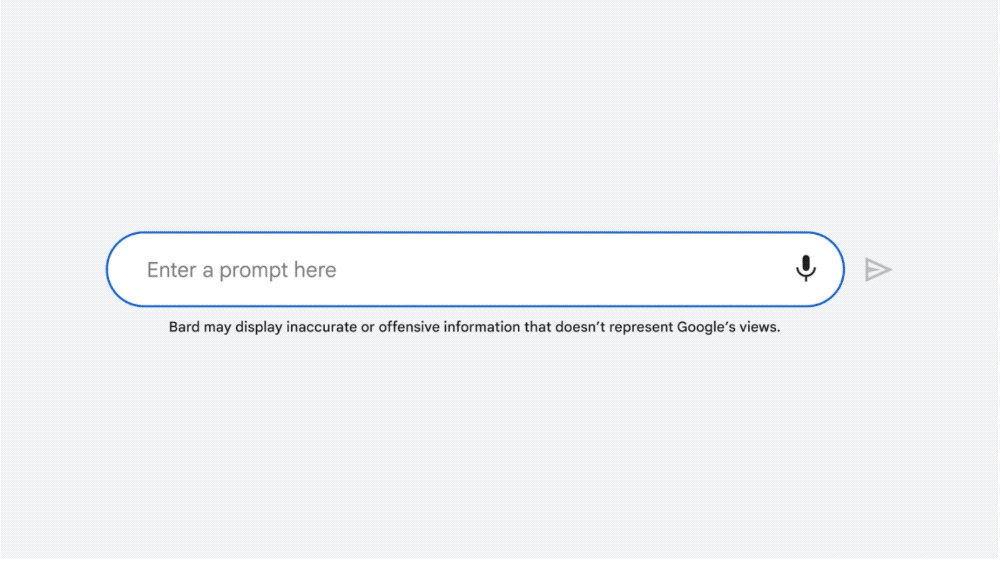 Enter a prompt here
Bard may display inaccurate or offensive information that doesn’t represent Google’s views.